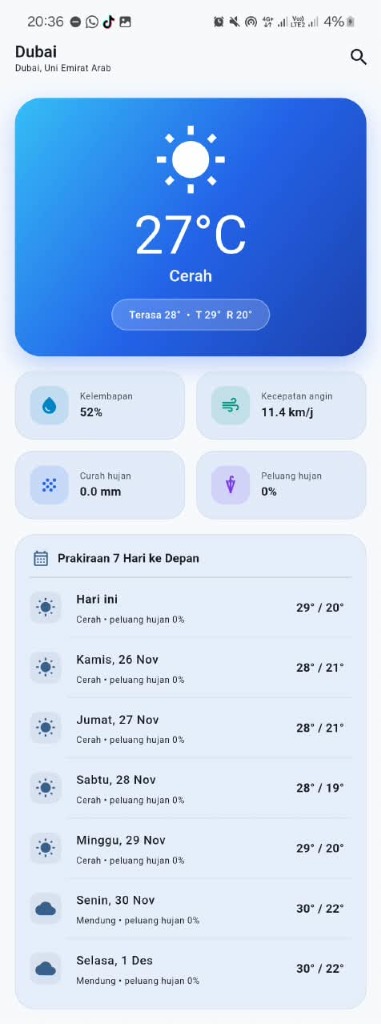 20:36
4%
Dubai
Dubai, Uni Emirat Arab
27°C
Cerah
Terasa 28° • T 29° R 20°
Kelembapan
52%
Kecepatan angin
11.4 km/j
Curah hujan
0.0 mm
Peluang hujan
0%
Prakiraan 7 Hari ke Depan
Hari ini
29° / 20°
Cerah • peluang hujan 0%
Kamis, 26 Nov
28° / 21°
Cerah • peluang hujan 0%
Jumat, 27 Nov
28° / 21°
Cerah • peluang hujan 0%
Sabtu, 28 Nov
28° / 19°
Cerah • peluang hujan 0%
Minggu, 29 Nov
29° / 20°
Cerah • peluang hujan 0%
Senin, 30 Nov
30° / 22°
Mendung • peluang hujan 0%
Selasa, 1 Des
30° / 22°
Mendung • peluang hujan 0%